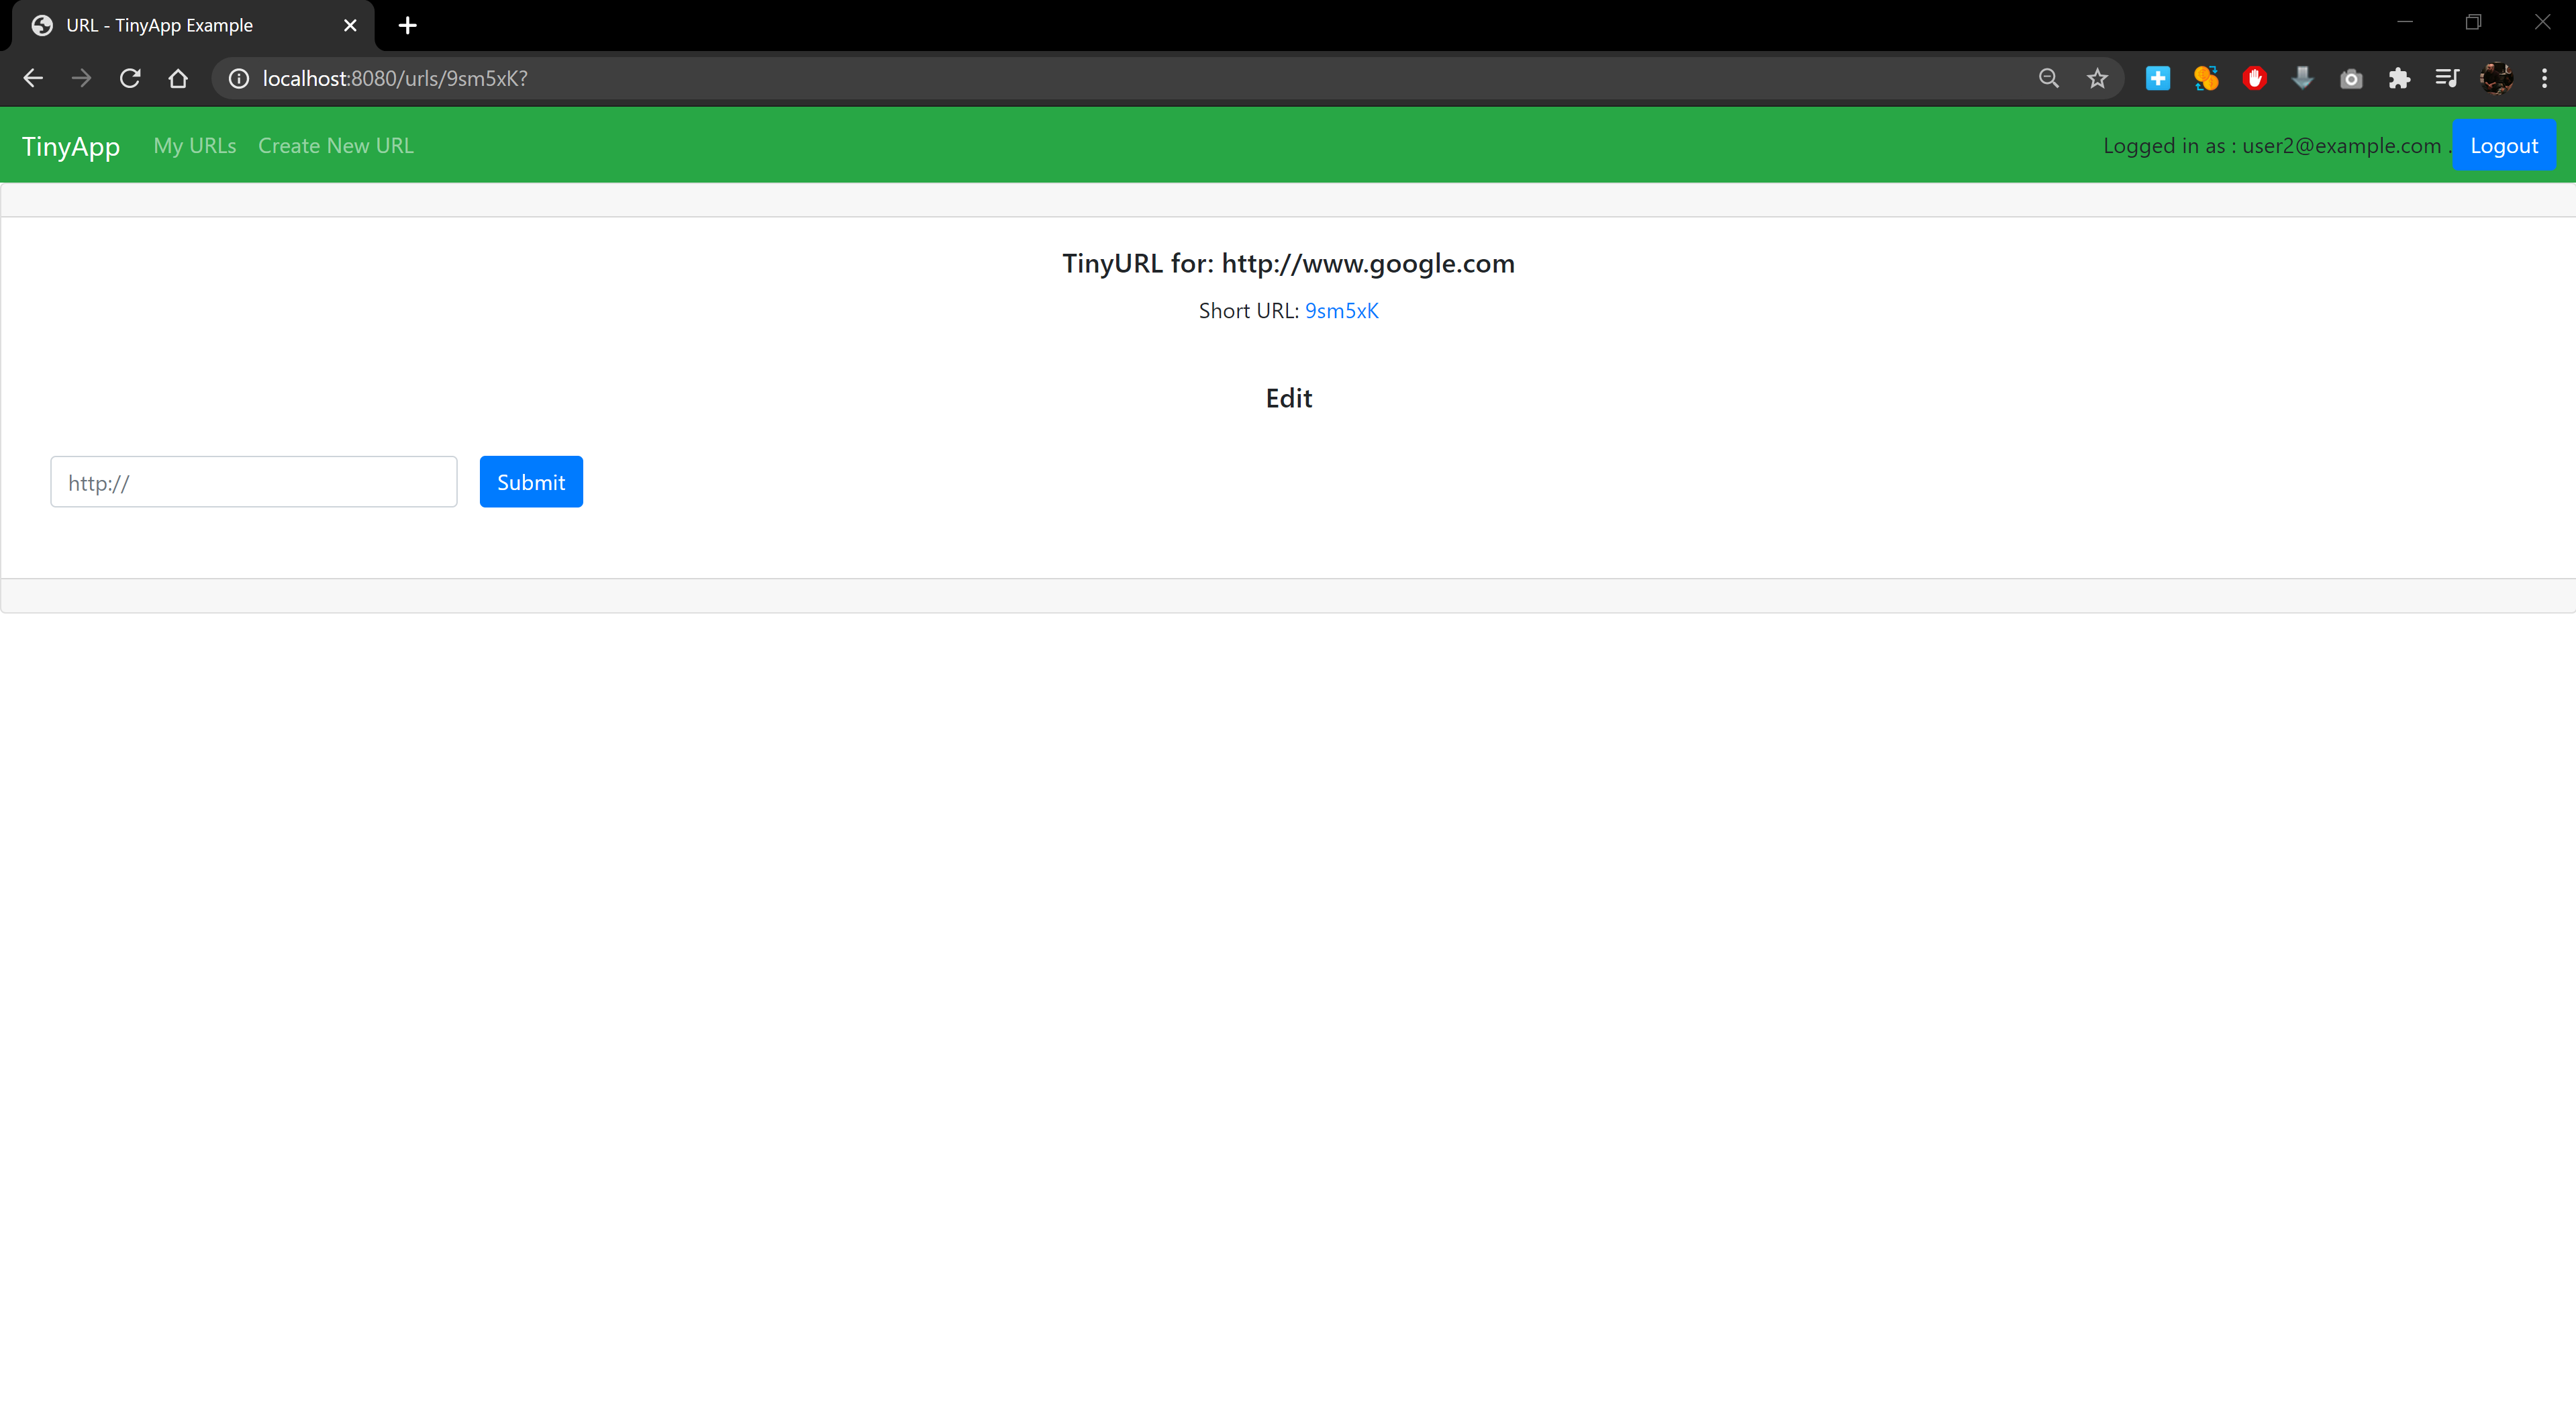 URL - TinyApp Example
localhost:8080/urls/9sm5xK?
TinyApp My URLs Create New URL Logged in as : user2@example.com . Logout
TinyURL for: http://www.google.com
Short URL: 9sm5xK
Edit
http:// Submit